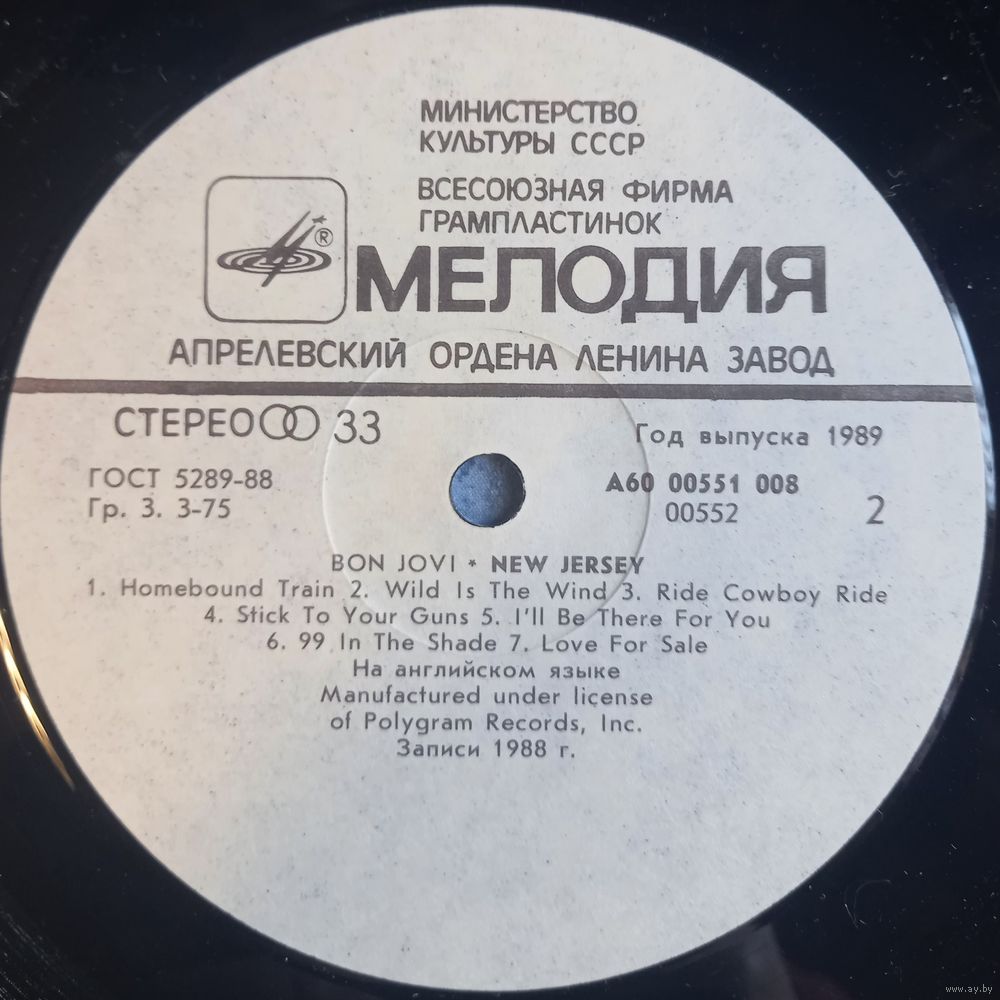 МИНИСТЕРСТВО
КУЛЬТУРЫ СССР
ВСЕСОЮЗНАЯ ФИРМА
ГРАМПЛАСТИНОК
®
МЕЛОДИЯ
АПРЕЛЕВСКИЙ ОРДЕНА ЛЕНИНА ЗАВОД
СТЕРЕО 33
Год выпуска 1989
ГОСТ 5289-88
Гр. 3. 3-75
А60 00551 008
00552
2
BON JOVI * NEW JERSEY
1. Homebound Train 2. Wild Is The Wind 3. Ride Cowboy Ride
4. Stick To Your Guns 5. I'll Be There For You
6. 99 In The Shade 7. Love For Sale
На английском языке
Manufactured under license
of Polygram Records, Inc.
Записи 1988 г.
www.ay.by